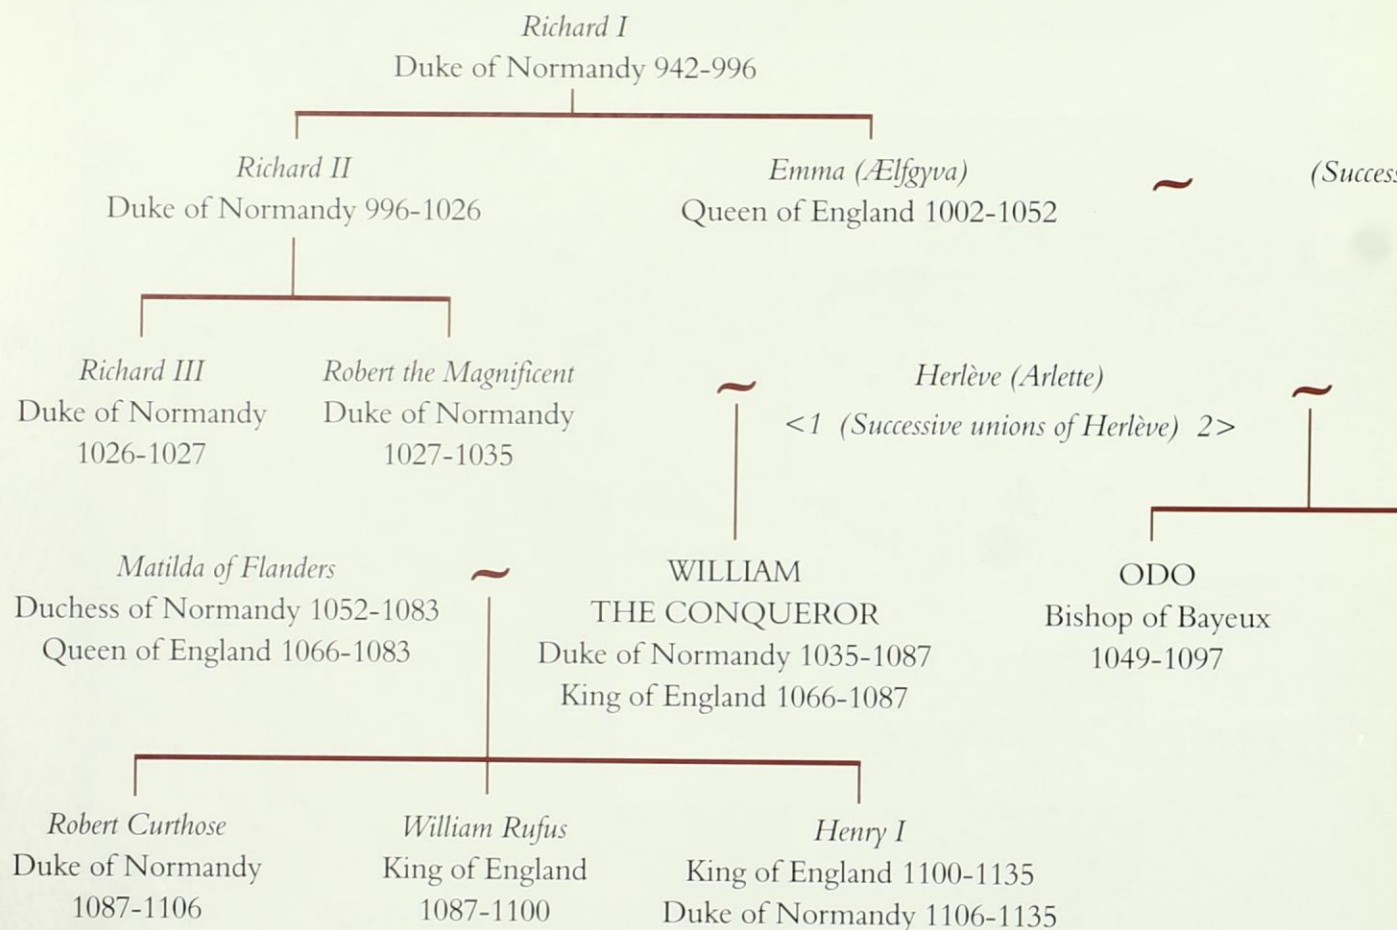 Richard I
Duke of Normandy 942-996
Richard II
Duke of Normandy 996-1026
Emma (Ælfgyva)
Queen of England 1002-1052
~
(Success
Richard III
Duke of Normandy
1026-1027
Robert the Magnificent
Duke of Normandy
1027-1035
~
Herlève (Arlette)
<1 (Successive unions of Herlève) 2>
~
Matilda of Flanders
Duchess of Normandy 1052-1083
Queen of England 1066-1083
~
WILLIAM
THE CONQUEROR
Duke of Normandy 1035-1087
King of England 1066-1087
ODO
Bishop of Bayeux
1049-1097
Robert Curthose
Duke of Normandy
1087-1106
William Rufus
King of England
1087-1100
Henry I
King of England 1100-1135
Duke of Normandy 1106-1135